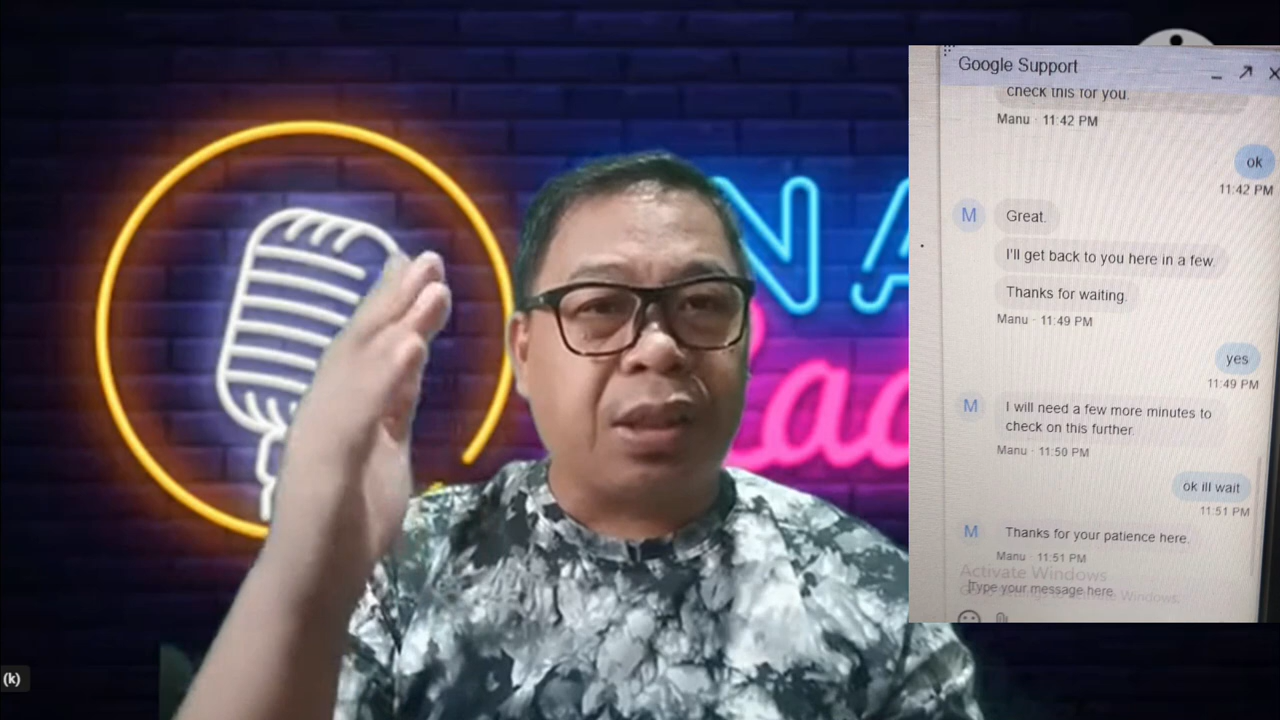 Google Support
check this for you.
Manu · 11:42 PM
ok
11:42 PM
M
Great.
I'll get back to you here in a few.
Thanks for waiting.
Manu · 11:49 PM
yes
11:49 PM
M
I will need a few more minutes to
check on this further.
Manu · 11:50 PM
ok ill wait
11:51 PM
M
Thanks for your patience here.
Manu · 11:51 PM
Activate Windows
Type your message here
Windows.
NA
(k)